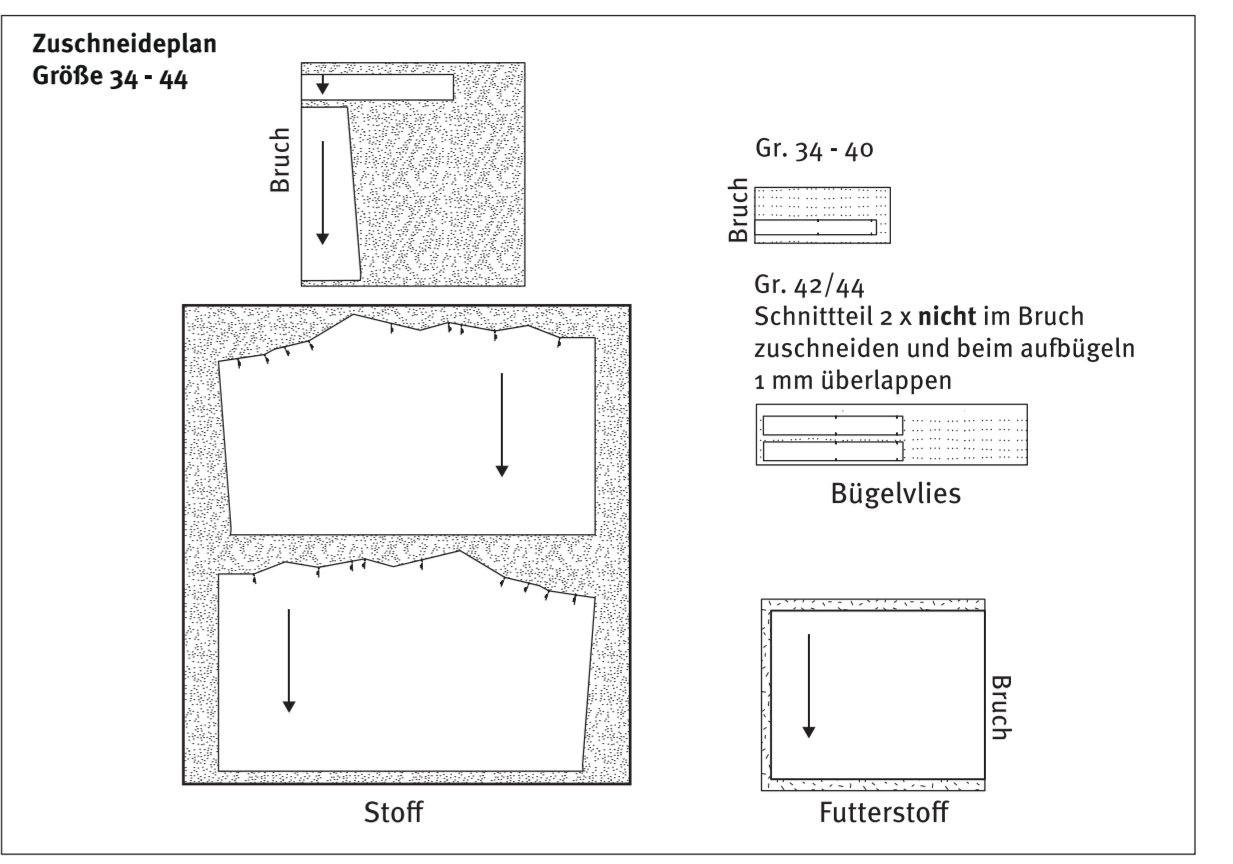 Zuschneideplan
Größe 34 - 44
Bruch
Stoff
Gr. 34 - 40
Bruch
Gr. 42/44
Schnittteil 2 x nicht im Bruch
zuschneiden und beim aufbügeln
1 mm überlappen
Bügelvlies
Bruch
Futterstoff